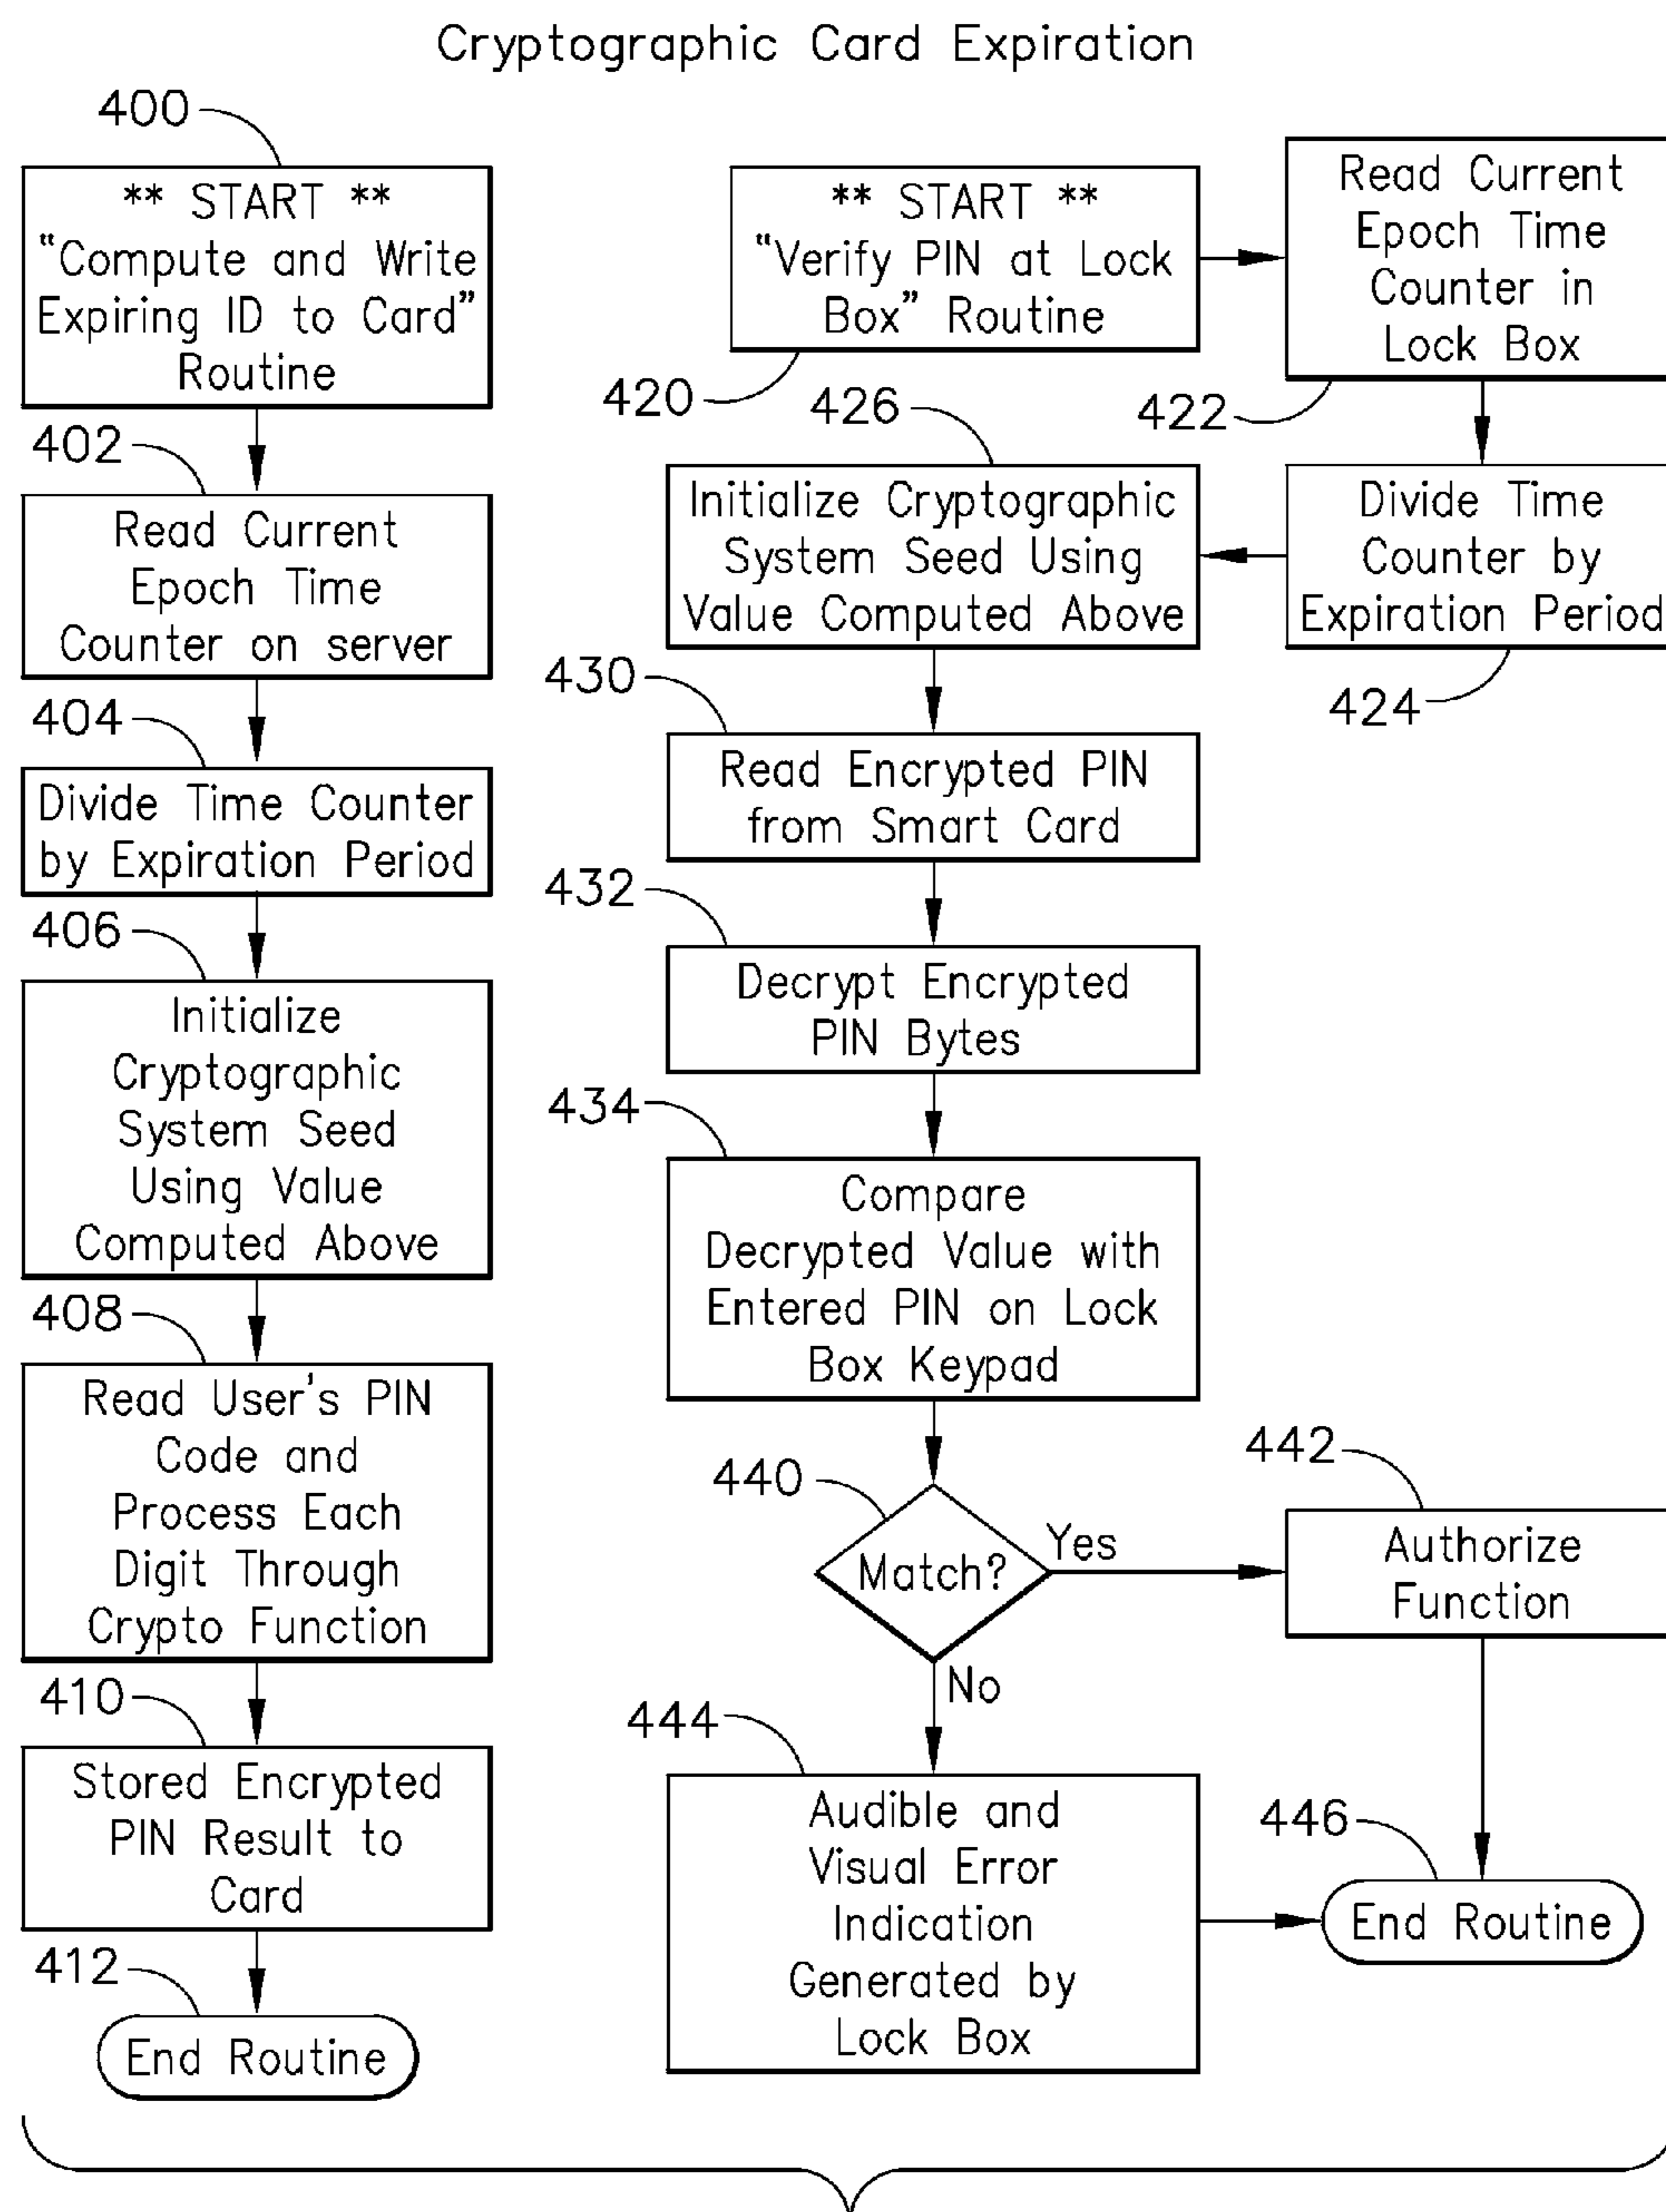 Cryptographic Card Expiration
400
** START **
“Compute and Write
Expiring ID to Card”
Routine
402
Read Current
Epoch Time
Counter on server
404
Divide Time Counter
by Expiration Period
406
Initialize
Cryptographic
System Seed
Using Value
Computed Above
408
Read User's PIN
Code and
Process Each
Digit Through
Crypto Function
410
Stored Encrypted
PIN Result to
Card
412
End Routine
** START **
“Verify PIN at Lock
Box” Routine
420
Read Current
Epoch Time
Counter in
Lock Box
422
Divide Time
Counter by
Expiration Period
424
426
Initialize Cryptographic
System Seed Using
Value Computed Above
430
Read Encrypted PIN
from Smart Card
432
Decrypt Encrypted
PIN Bytes
434
Compare
Decrypted Value with
Entered PIN on Lock
Box Keypad
440
Match?
Yes
442
Authorize
Function
No
444
Audible and
Visual Error
Indication
Generated by
Lock Box
446
End Routine